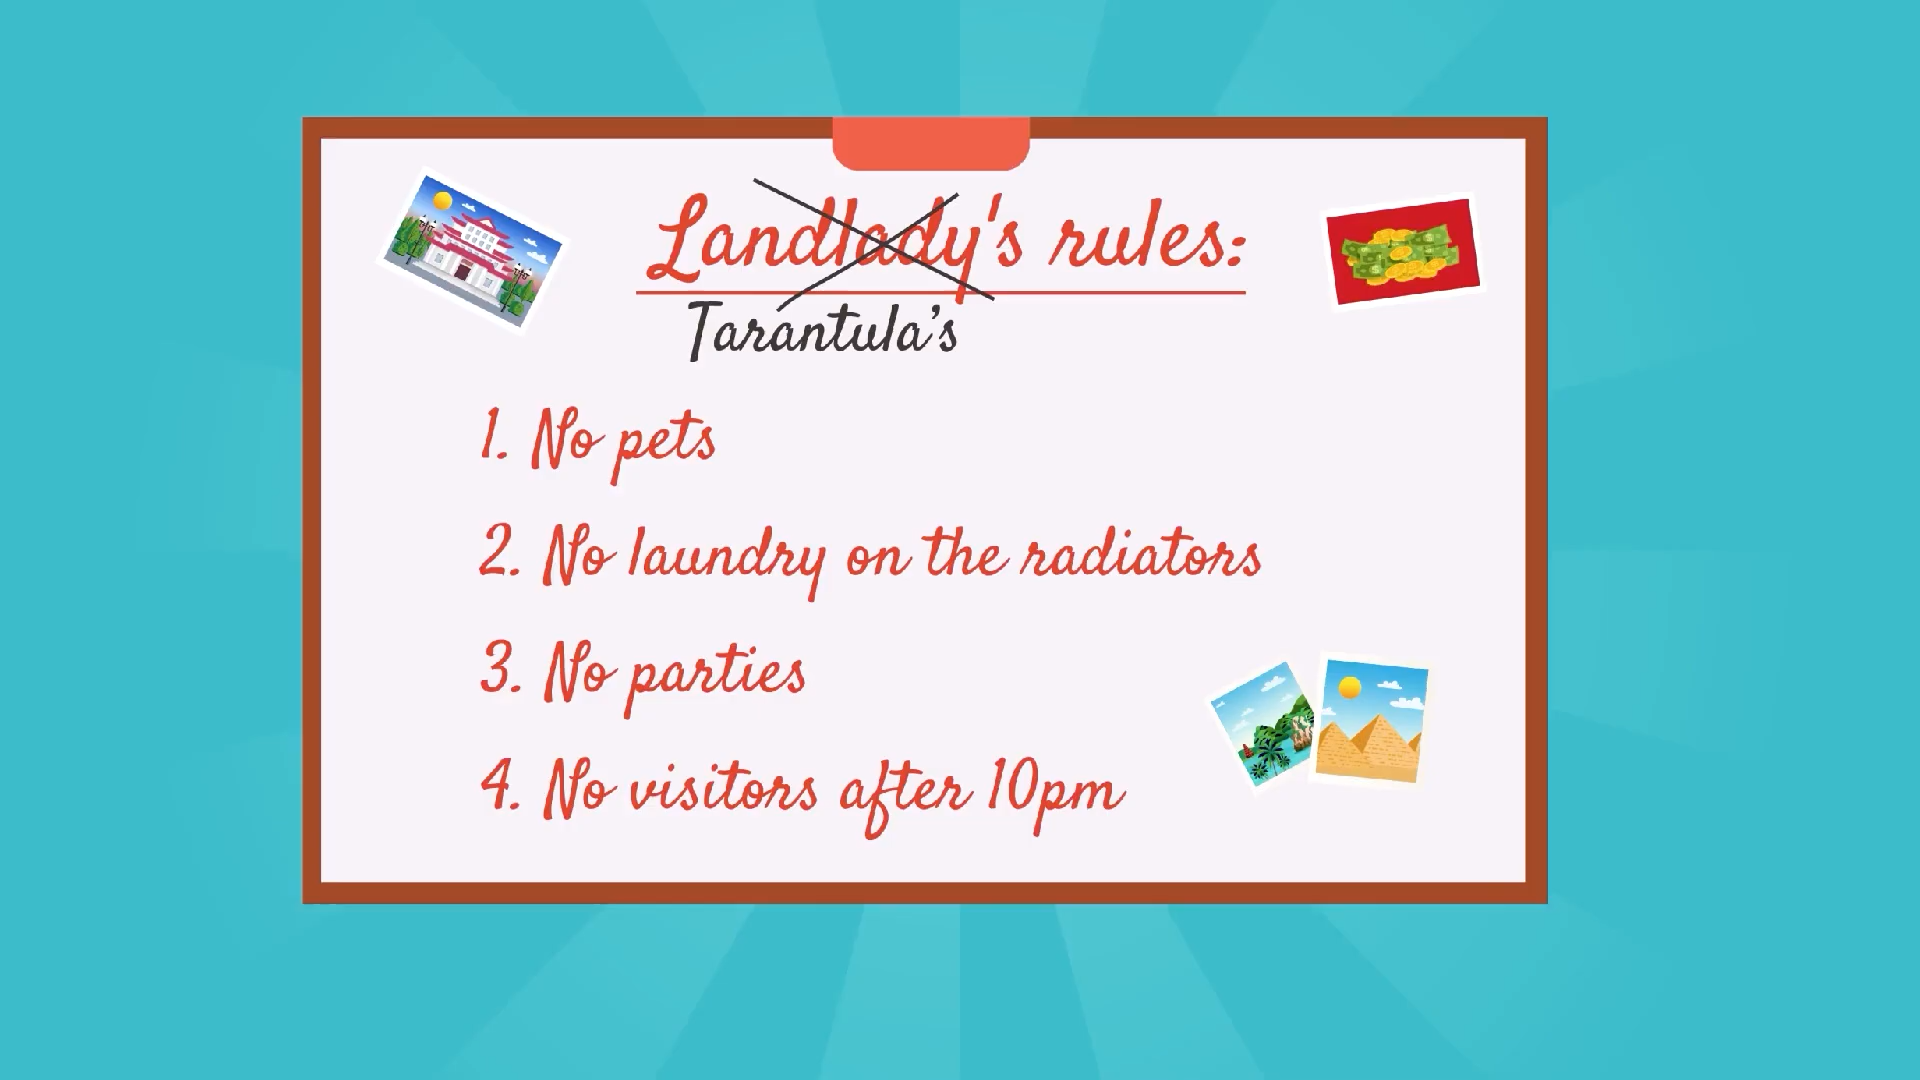 Landlady's rules:
Tarantula’s
1. No pets
2. No laundry on the radiators
3. No parties
4. No visitors after 10pm